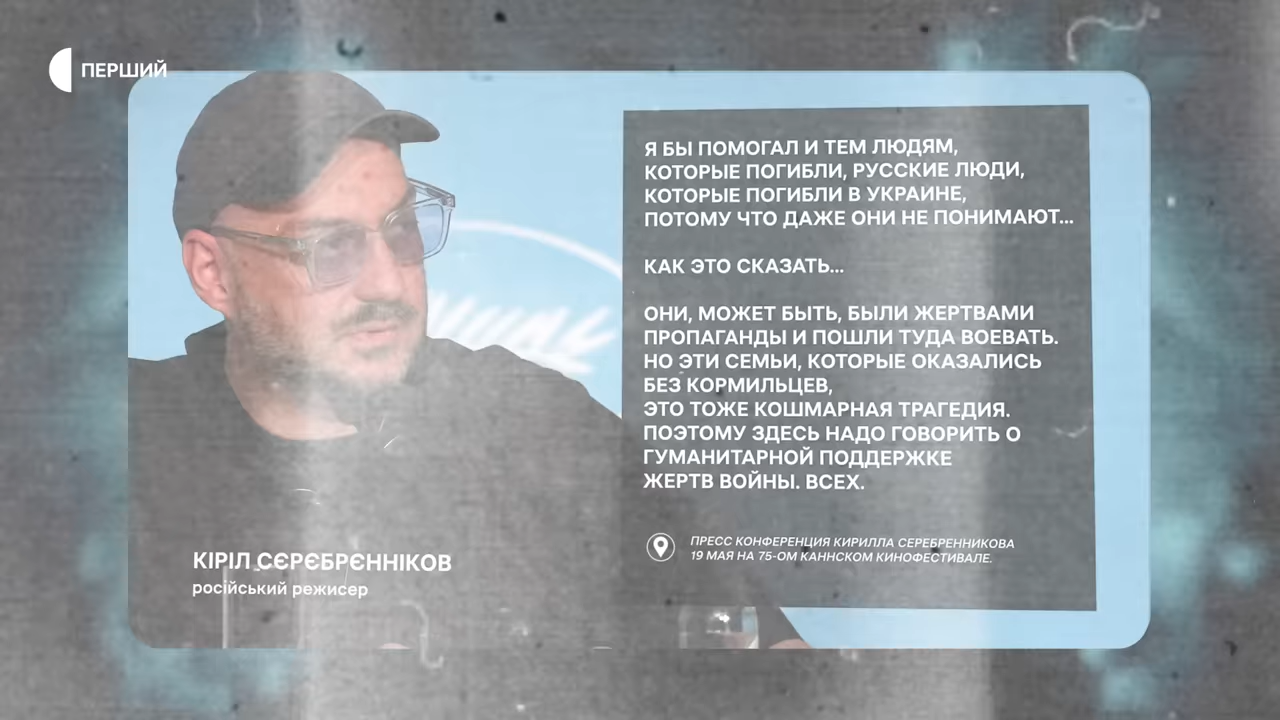 ПЕРШИЙ
Я БЫ ПОМОГАЛ И ТЕМ ЛЮДЯМ,
КОТОРЫЕ ПОГИБЛИ, РУССКИЕ ЛЮДИ,
КОТОРЫЕ ПОГИБЛИ В УКРАИНЕ,
ПОТОМУ ЧТО ДАЖЕ ОНИ НЕ ПОНИМАЮТ...
КАК ЭТО СКАЗАТЬ...
ОНИ, МОЖЕТ БЫТЬ, БЫЛИ ЖЕРТВАМИ
ПРОПАГАНДЫ И ПОШЛИ ТУДА ВОЕВАТЬ.
НО ЭТИ СЕМЬИ, КОТОРЫЕ ОКАЗАЛИСЬ
БЕЗ КОРМИЛЬЦЕВ,
ЭТО ТОЖЕ КОШМАРНАЯ ТРАГЕДИЯ.
ПОЭТОМУ ЗДЕСЬ НАДО ГОВОРИТЬ О
ГУМАНИТАРНОЙ ПОДДЕРЖКЕ
ЖЕРТВ ВОЙНЫ. ВСЕХ.
ПРЕСС КОНФЕРЕНЦИЯ КИРИЛЛА СЕРЕБРЕННИКОВА
19 МАЯ НА 75-ОМ КАННСКОМ КИНОФЕСТИВАЛЕ.
КІРІЛ СЄРЄБРЄННІКОВ
російський режисер